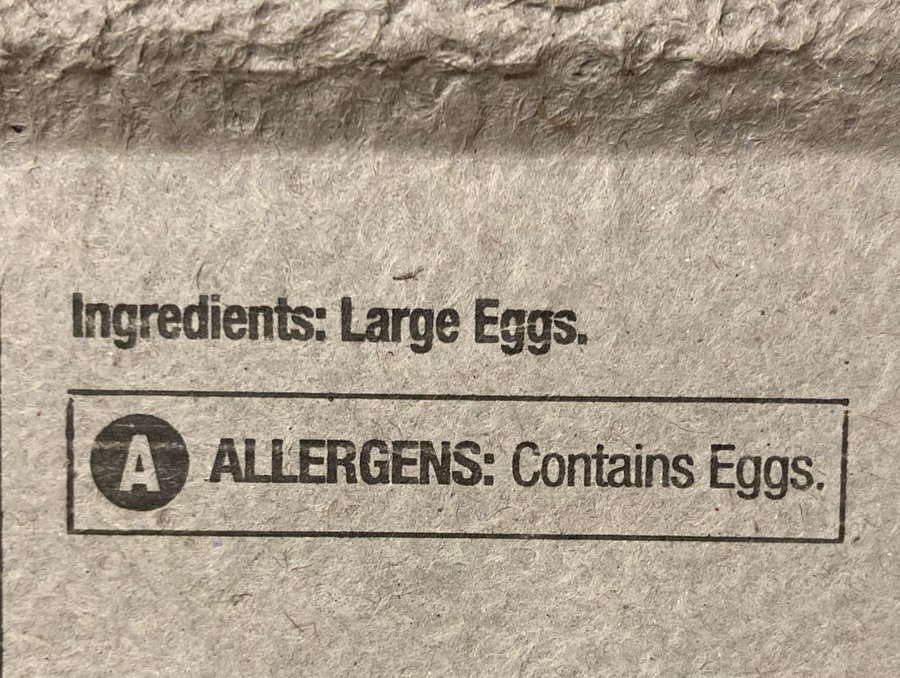 Ingredients: Large Eggs.
A ALLERGENS: Contains Eggs.